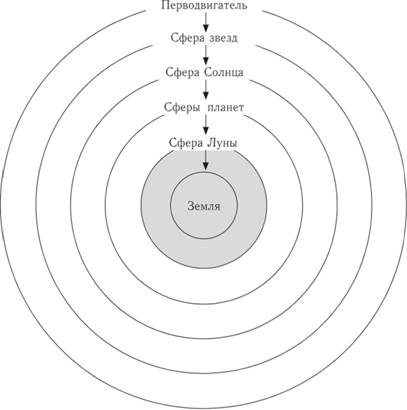 Перводвигатель
Сфера звезд
Сфера Солнца
Сферы планет
Сфера Луны
Земля